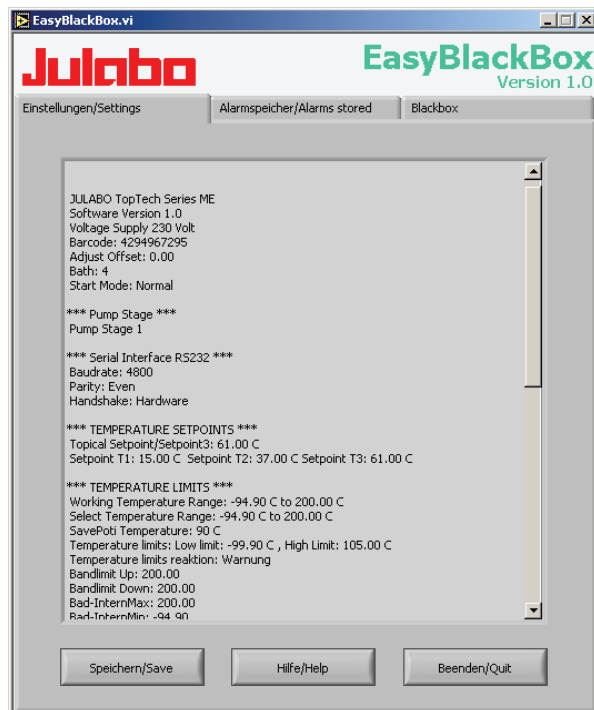 EasyBlackBox.vi
Julabo
EasyBlackBox
Version 1.0
Einstellungen/Settings
Alarmspeicher/Alarms stored
Blackbox
JULABO TopTech Series ME
Software Version 1.0
Voltage Supply 230 Volt
Barcode: 4294967295
Adjust Offset: 0.00
Bath: 4
Start Mode: Normal
*** Pump Stage ***
Pump Stage 1
*** Serial Interface RS232 ***
Baudrate: 4800
Parity: Even
Handshake: Hardware
*** TEMPERATURE SETPOINTS ***
Topical Setpoint/Setpoint3: 61.00 C
Setpoint T1: 15.00 C Setpoint T2: 37.00 C Setpoint T3: 61.00 C
*** TEMPERATURE LIMITS ***
Working Temperature Range: -94.90 C to 200.00 C
Select Temperature Range: -94.90 C to 200.00 C
SavePoti Temperature: 90 C
Temperature limits: Low limit: -99.90 C , High Limit: 105.00 C
Temperature limits reaktion: Warnung
Bandlimit Up: 200.00
Bandlimit Down: 200.00
Bad-InternMax: 200.00
Bad-InternMin: -94.90
Speichern/Save
Hilfe/Help
Beenden/Quit